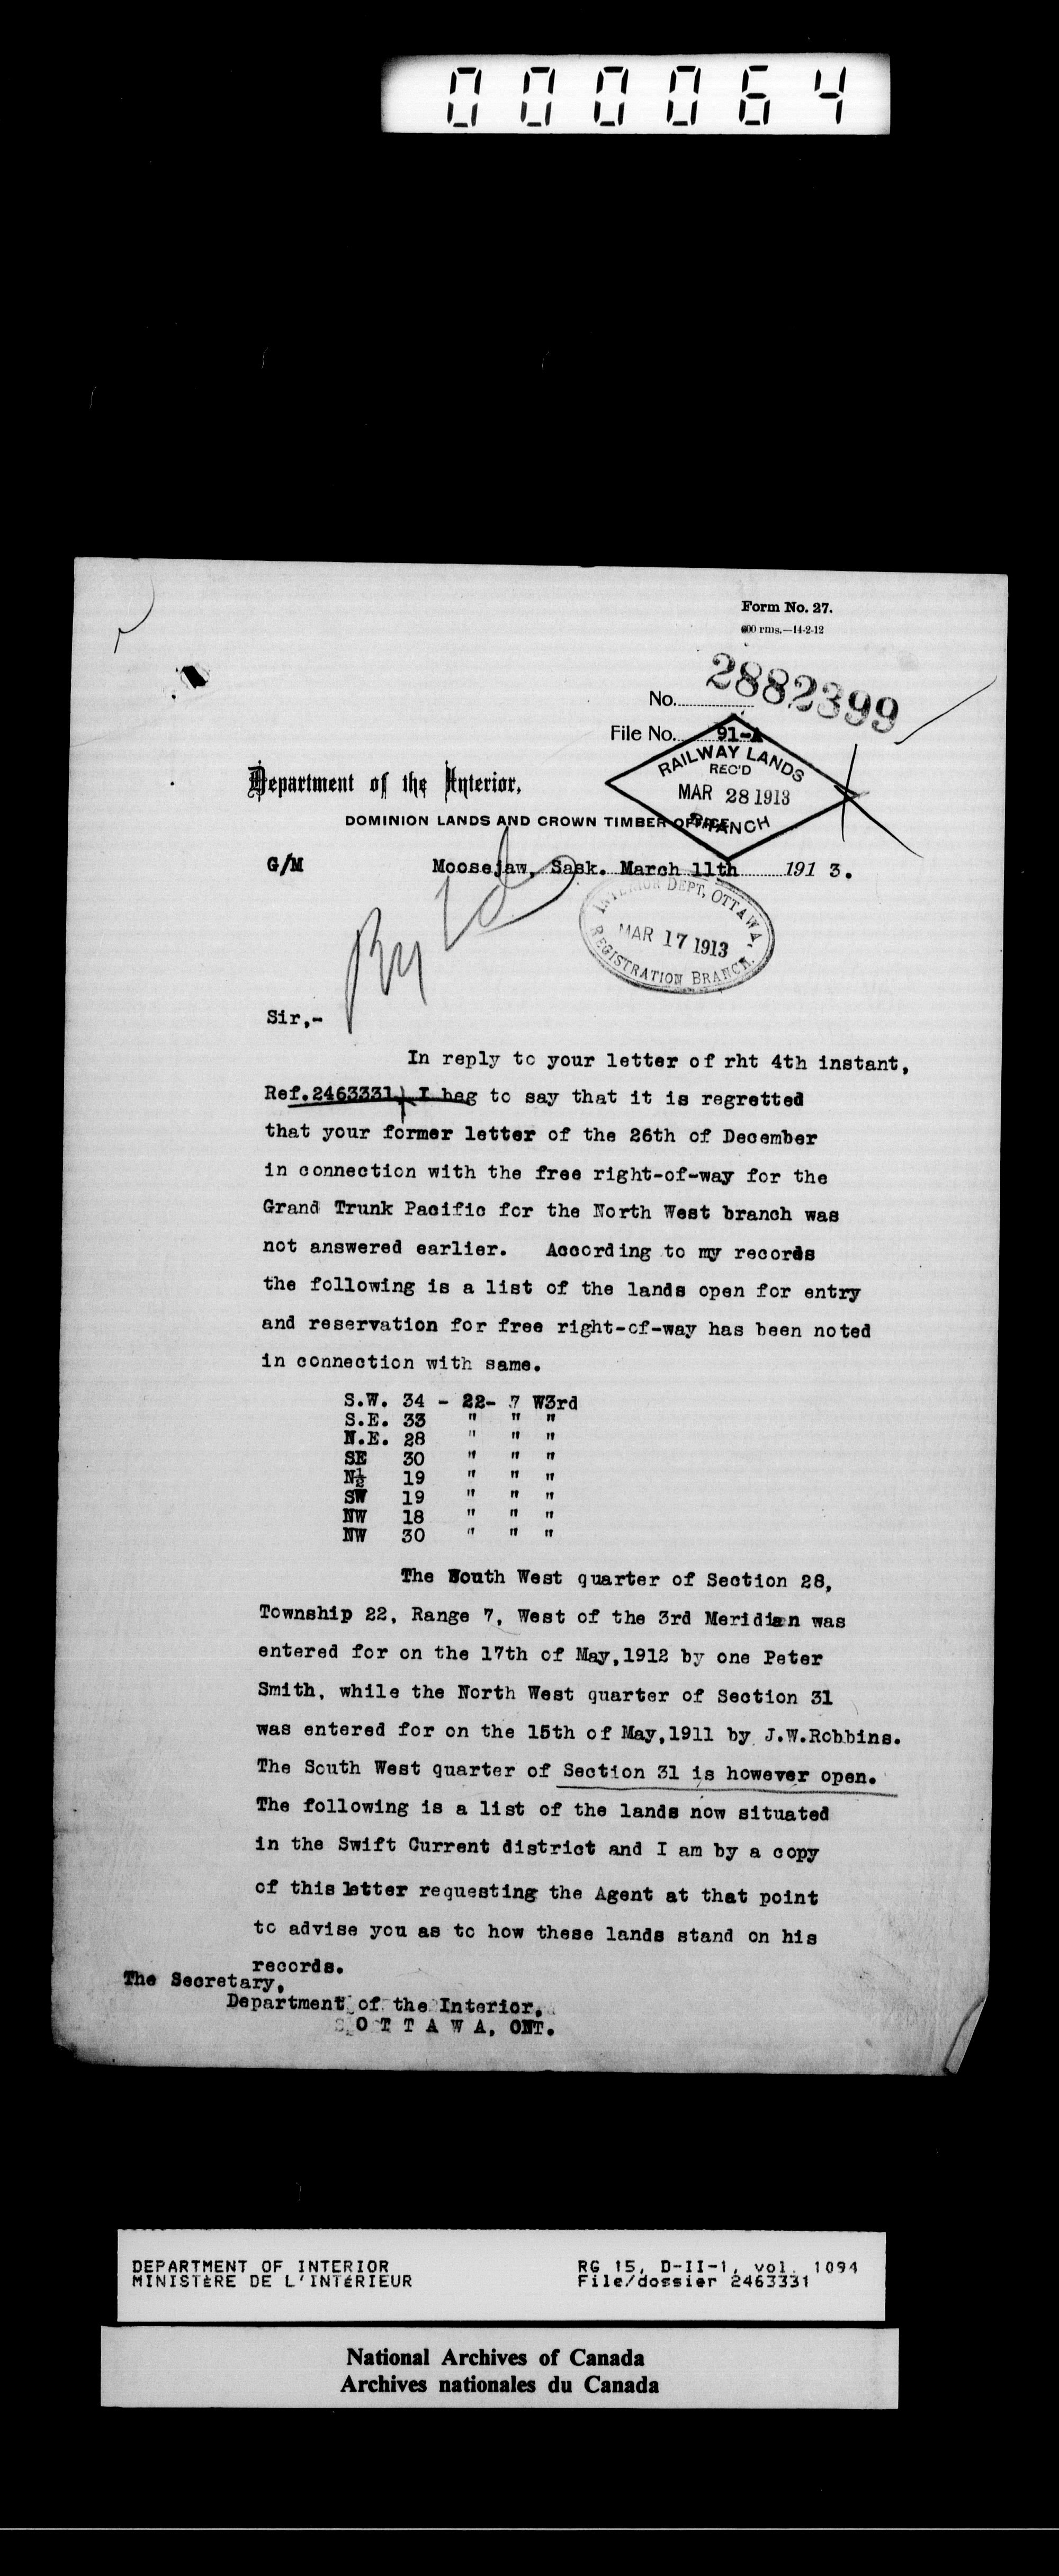 000064
Form No. 27.
600 rms.—14-2-12
No. 2882399
File No. 91-A
RAILWAY LANDS
REC'D
MAR 28 1913
BRANCH
Department of the Interior,
DOMINION LANDS AND CROWN TIMBER OFFICE
G/M Moosejaw, Sask. March 11th 191 3.
INTERIOR DEPT, OTTAWA,
MAR 17 1913
REGISTRATION BRANCH.
Sir,-
In reply to your letter of rht 4th instant,
Ref.2463331, I beg to say that it is regretted
that your former letter of the 26th of December
in connection with the free right-of-way for the
Grand Trunk Pacific for the North West branch was
not answered earlier. According to my records
the following is a list of the lands open for entry
and reservation for free right-of-way has been noted
in connection with same.
S.W. 34 - 22- 7 W3rd
S.E. 33 " " "
N.E. 28 " " "
SE 30 " " "
N½ 19 " " "
SW 19 " " "
NW 18 " " "
NW 30 " " "
The South West quarter of Section 28,
Township 22, Range 7, West of the 3rd Meridian was
entered for on the 17th of May,1912 by one Peter
Smith, while the North West quarter of Section 31
was entered for on the 15th of May,1911 by J.W.Robbins.
The South West quarter of Section 31 is however open.
The following is a list of the lands now situated
in the Swift Current district and I am by a copy
of this letter requesting the Agent at that point
to advise you as to how these lands stand on his
records.
The Secretary,
Department of the Interior.
O T T A W A, ONT.
DEPARTMENT OF INTERIOR RG 15, D-II-1, vol. 1094
MINISTÈRE DE L'INTÉRIEUR File/dossier 2463331
National Archives of Canada
Archives nationales du Canada